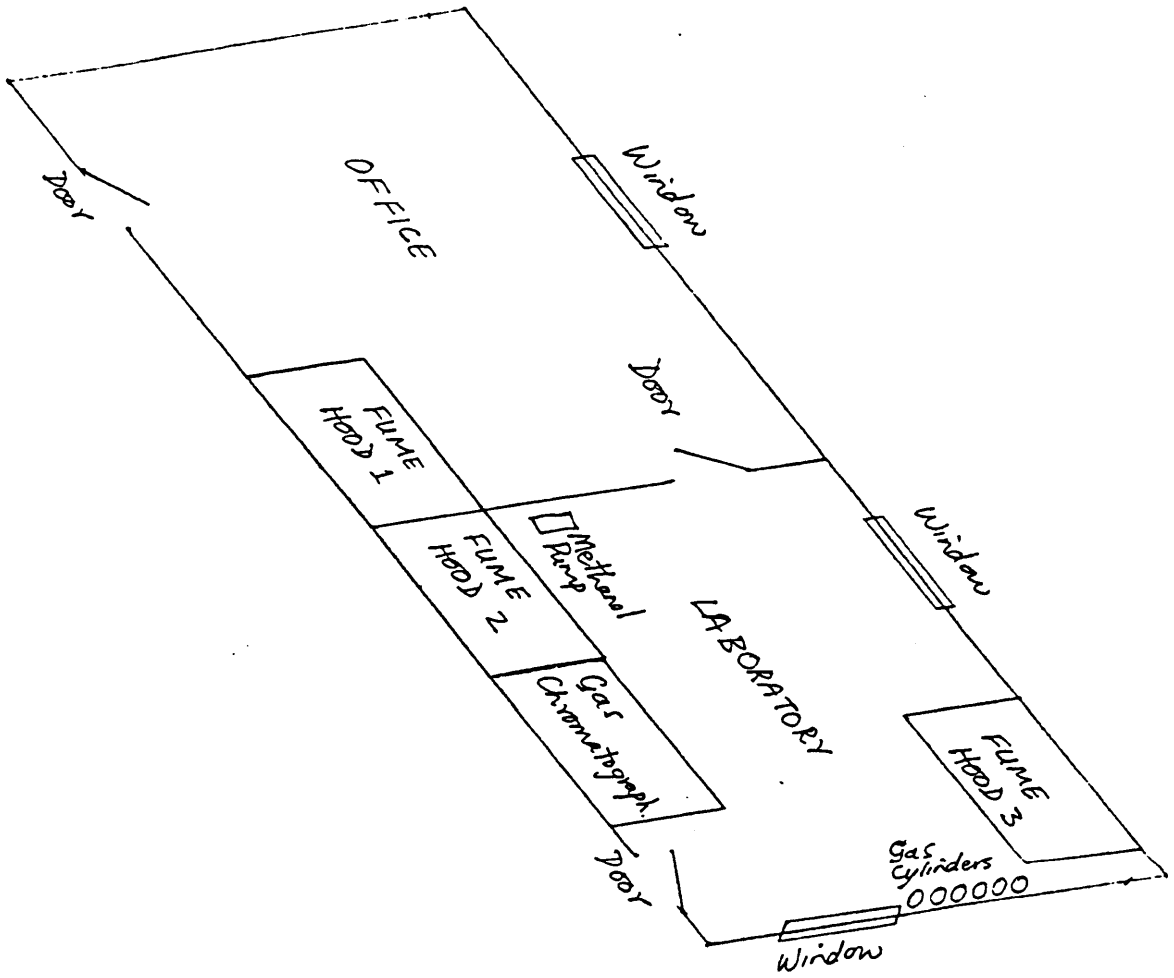 Window
Door
OFFICE
Door
FUME
HOOD 1
Window
FUME
HOOD 2
Methanol
Pump
LABORATORY
Gas
Chromatograph.
FUME
HOOD 3
Door
Gas
Cylinders
Window